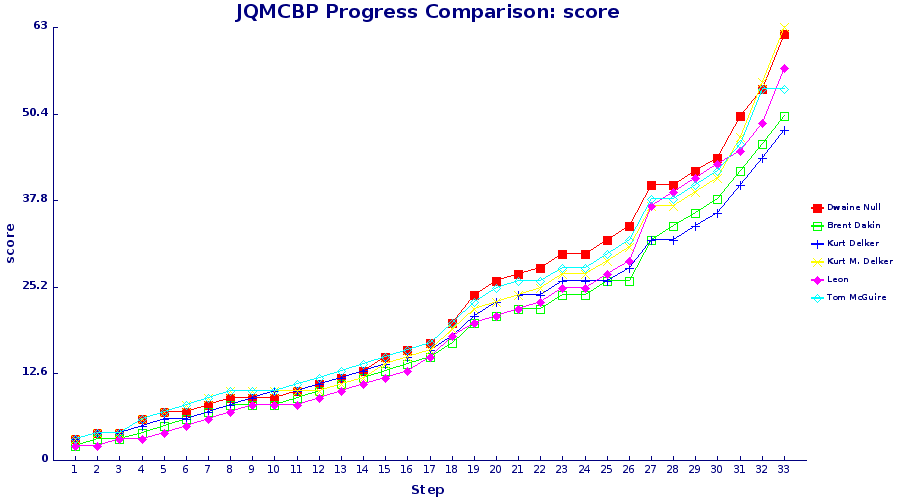 JQMCBP Progress Comparison: score
63
50.4
37.8
25.2
12.6
0
score
1 2 3 4 5 6 7 8 9 10 11 12 13 14 15 16 17 18 19 20 21 22 23 24 25 26 27 28 29 30 31 32 33
Step
Dwaine Null
Brent Dakin
Kurt Delker
Kurt M. Delker
Leon
Tom McGuire